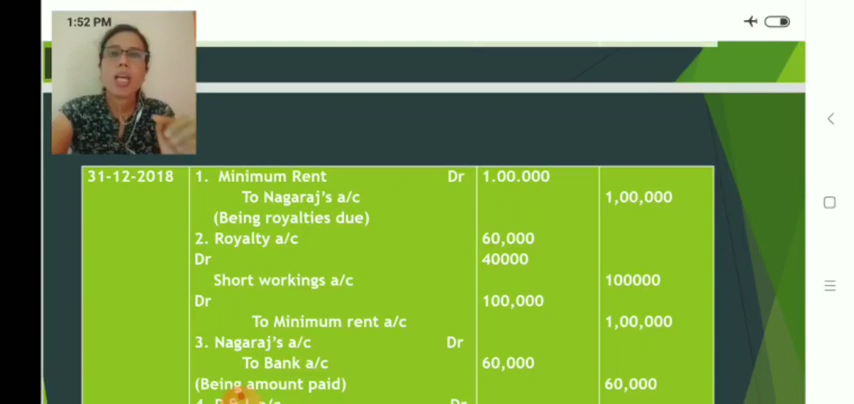 1:52 PM
31-12-2018 1. Minimum Rent Dr 1.00.000
To Nagaraj's a/c 1,00,000
(Being royalties due)
2. Royalty a/c 60,000
Dr 40000
Short workings a/c 100000
Dr 100,000
To Minimum rent a/c 1,00,000
3. Nagaraj's a/c Dr
To Bank a/c 60,000
(Being amount paid) 60,000